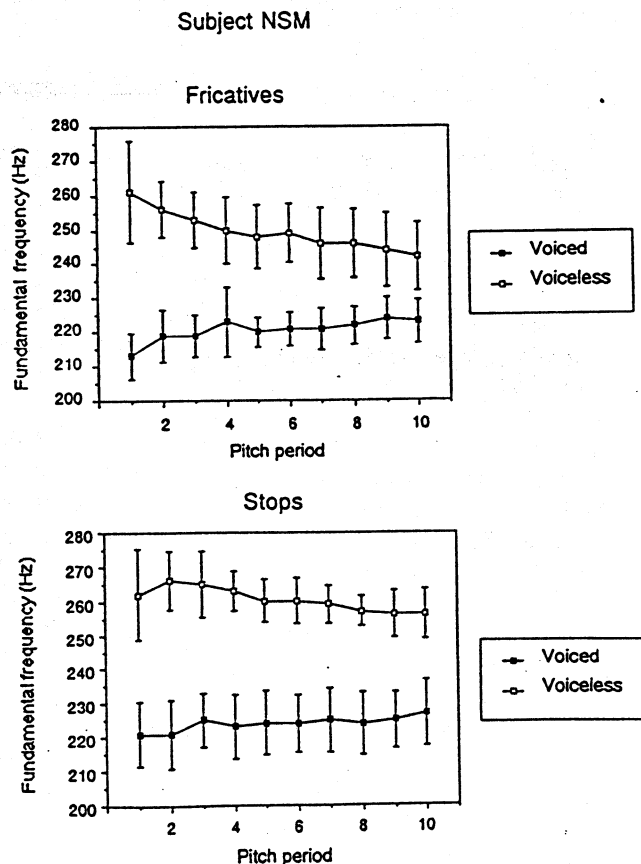 Subject NSM
Fricatives
Fundamental frequency (Hz)
280
270
260
250
240
230
220
210
200
2
4
6
8
10
Pitch period
Voiced
Voiceless
Stops
Fundamental frequency (Hz)
280
270
260
250
240
230
220
210
200
2
4
6
8
10
Pitch period
Voiced
Voiceless